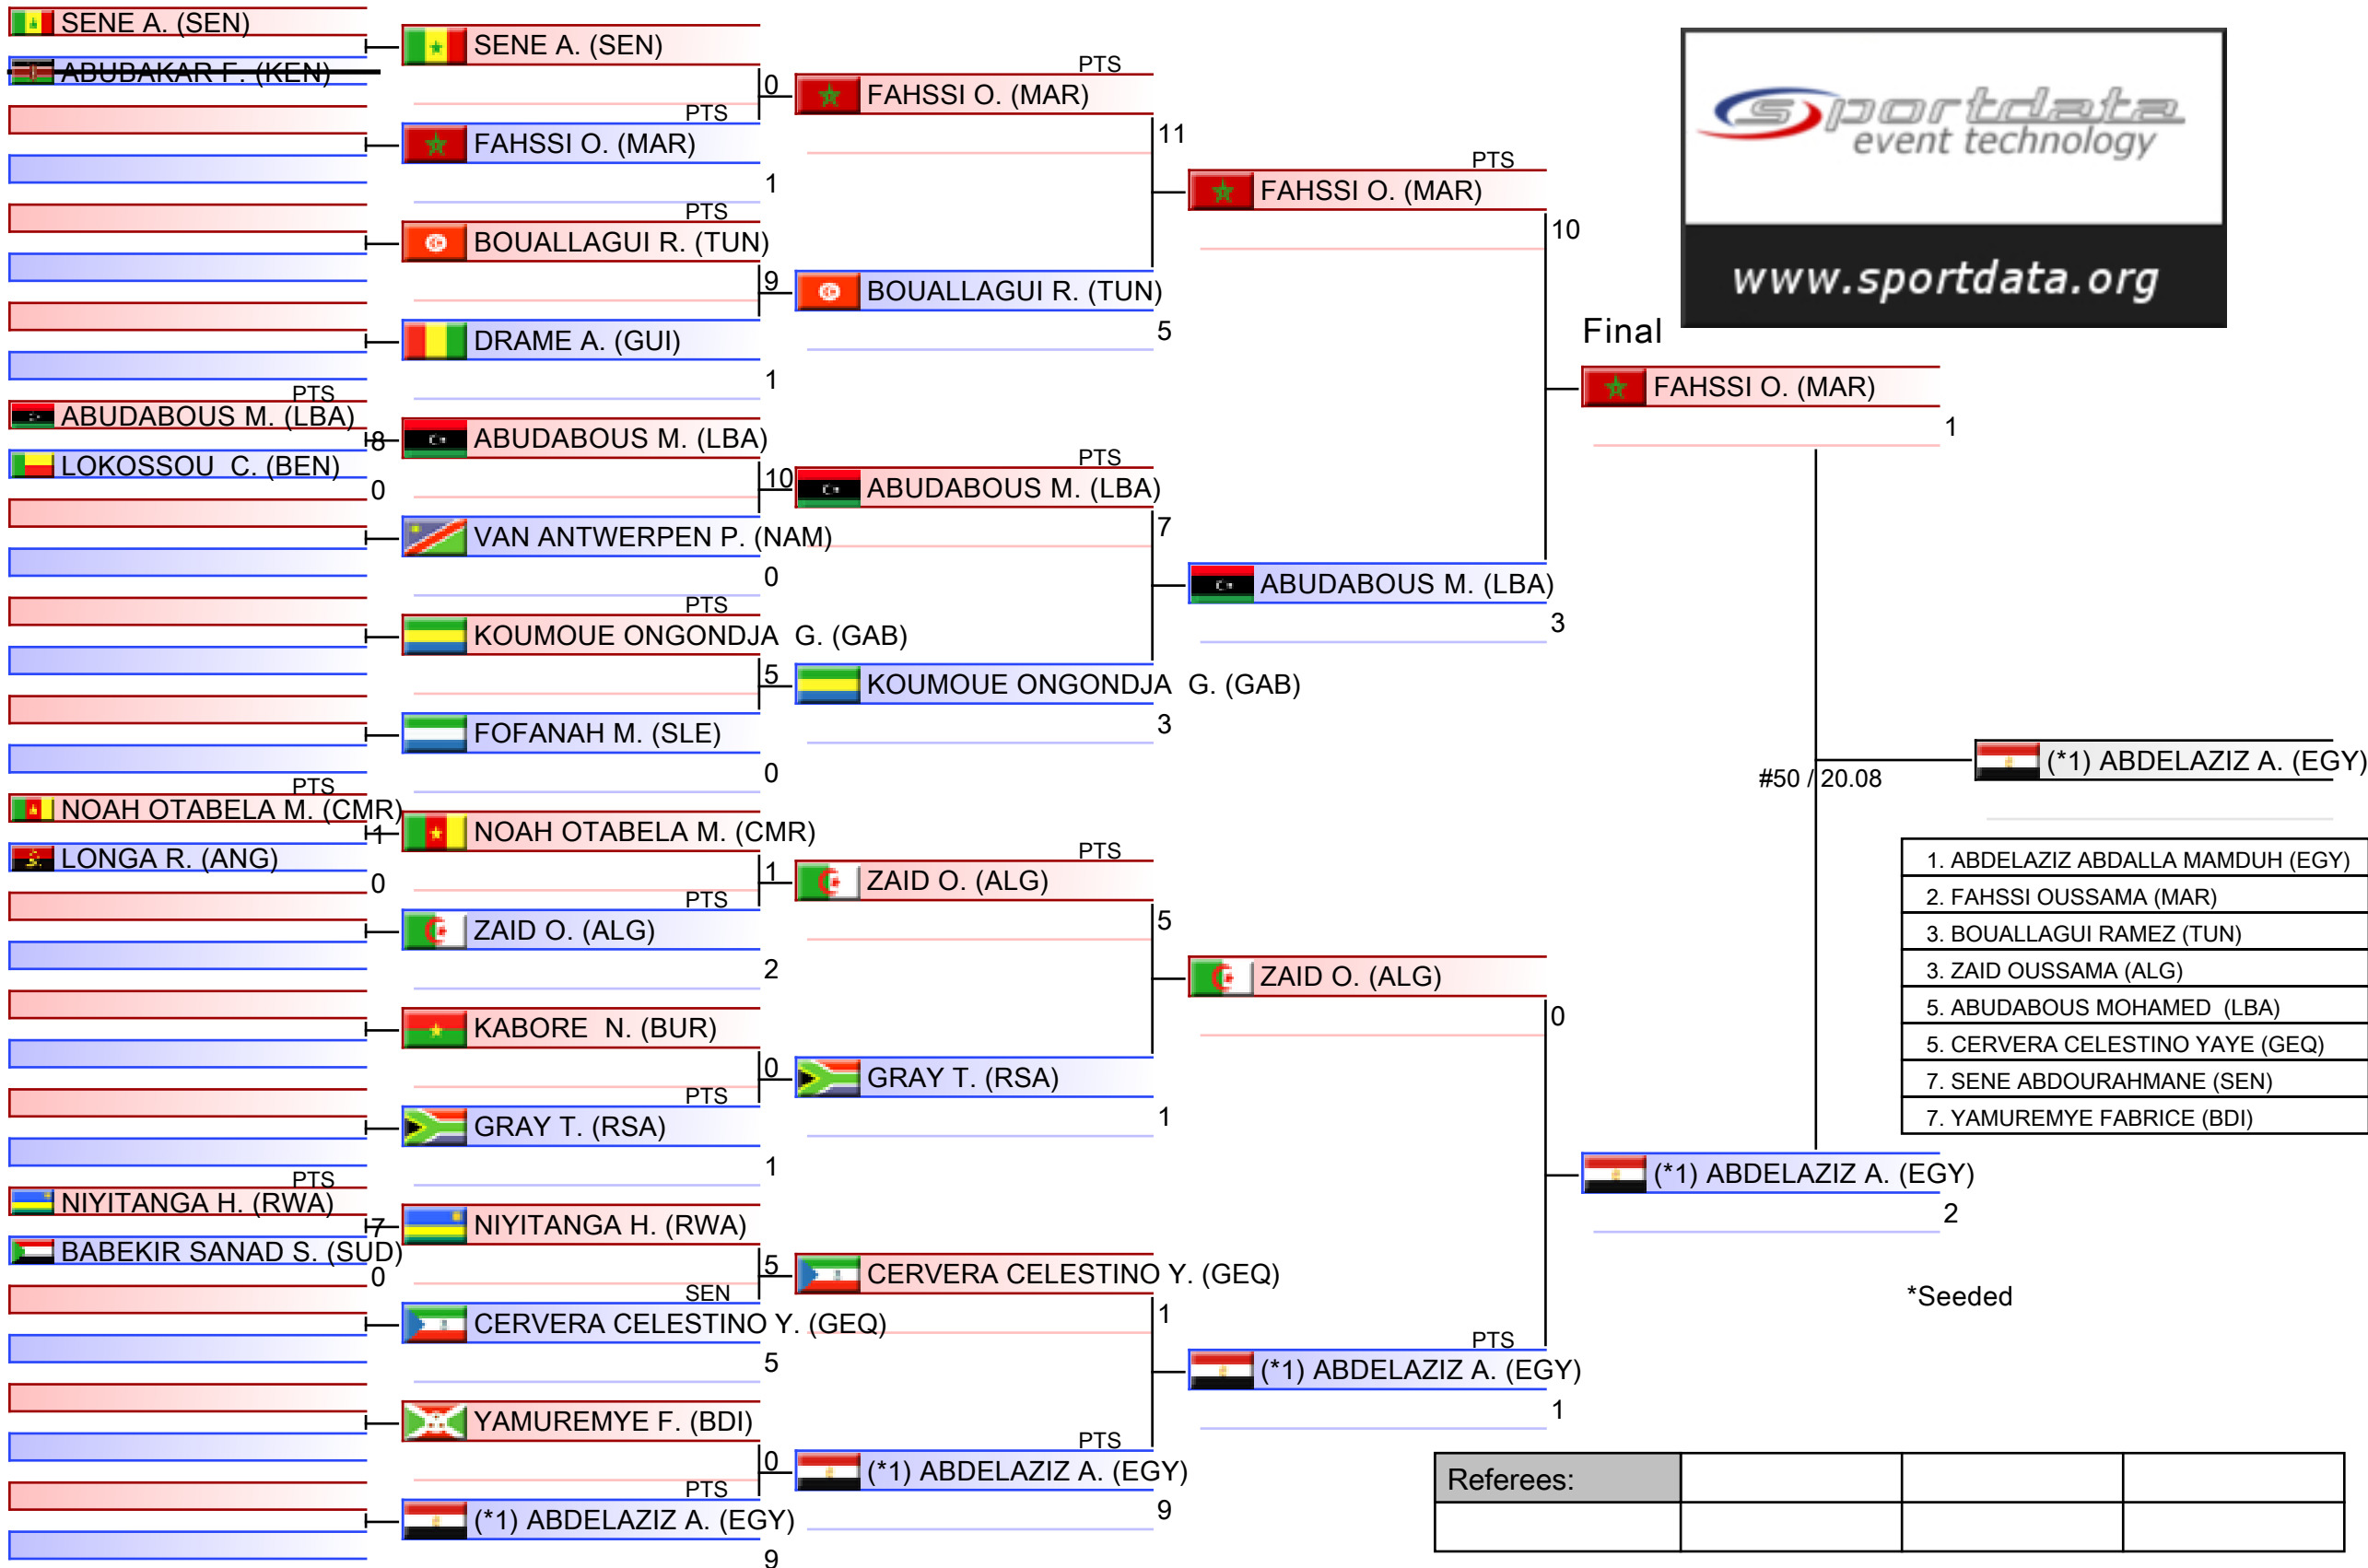 SENE A. (SEN)
ABUBAKAR F. (KEN)
PTS
ABUDABOUS M. (LBA)
8
LOKOSSOU  C. (BEN)
0
PTS
NOAH OTABELA M. (CMR)
1
LONGA R. (ANG)
0
PTS
NIYITANGA H. (RWA)
7
BABEKIR SANAD S. (SUD)
0
SENE A. (SEN)
0
PTS
FAHSSI O. (MAR)
1
PTS
BOUALLAGUI R. (TUN)
9
DRAME A. (GUI)
1
ABUDABOUS M. (LBA)
10
VAN ANTWERPEN P. (NAM)
0
PTS
KOUMOUE ONGONDJA  G. (GAB)
5
FOFANAH M. (SLE)
0
NOAH OTABELA M. (CMR)
1
PTS
ZAID O. (ALG)
2
KABORE  N. (BUR)
0
PTS
GRAY T. (RSA)
1
NIYITANGA H. (RWA)
5
SEN
CERVERA CELESTINO Y. (GEQ)
5
YAMUREMYE F. (BDI)
0
PTS
(*1) ABDELAZIZ A. (EGY)
9
PTS
FAHSSI O. (MAR)
11
BOUALLAGUI R. (TUN)
5
PTS
ABUDABOUS M. (LBA)
7
KOUMOUE ONGONDJA  G. (GAB)
3
PTS
ZAID O. (ALG)
5
GRAY T. (RSA)
1
CERVERA CELESTINO Y. (GEQ)
1
PTS
(*1) ABDELAZIZ A. (EGY)
9
PTS
FAHSSI O. (MAR)
10
ABUDABOUS M. (LBA)
3
ZAID O. (ALG)
0
PTS
(*1) ABDELAZIZ A. (EGY)
1
sportdata
event technology
www.sportdata.org
Final
FAHSSI O. (MAR)
1
#50 / 20.08
(*1) ABDELAZIZ A. (EGY)
2
(*1) ABDELAZIZ A. (EGY)
1. ABDELAZIZ ABDALLA MAMDUH (EGY)
2. FAHSSI OUSSAMA (MAR)
3. BOUALLAGUI RAMEZ (TUN)
3. ZAID OUSSAMA (ALG)
5. ABUDABOUS MOHAMED  (LBA)
5. CERVERA CELESTINO YAYE (GEQ)
7. SENE ABDOURAHMANE (SEN)
7. YAMUREMYE FABRICE (BDI)
*Seeded
Referees: